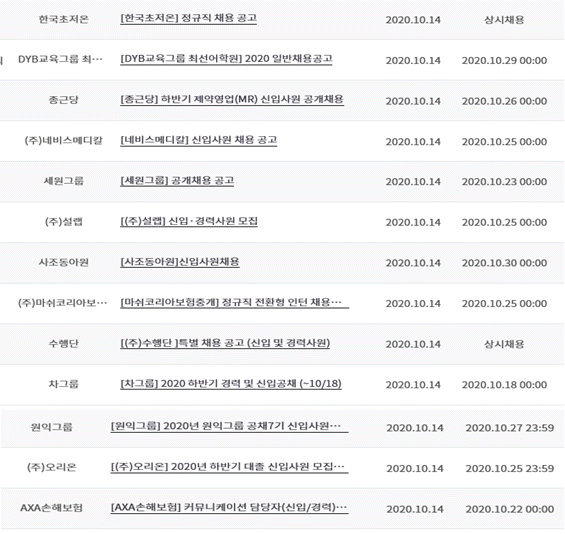 한국초저온 [한국초저온] 정규직 채용 공고 2020.10.14 상시채용
DYB교육그룹 최··· [DYB교육그룹 최선어학원] 2020 일반채용공고 2020.10.14 2020.10.29 00:00
종근당 [종근당] 하반기 제약영업(MR) 신입사원 공개채용 2020.10.14 2020.10.26 00:00
(주)네비스메디칼 [네비스메디칼] 신입사원 채용 공고 2020.10.14 2020.10.25 00:00
세원그룹 [세원그룹] 공개채용 공고 2020.10.14 2020.10.23 00:00
(주)설랩 [(주)설랩] 신입·경력사원 모집 2020.10.14 2020.10.25 00:00
사조동아원 [사조동아원]신입사원채용 2020.10.14 2020.10.30 00:00
(주)마쉬코리아보··· [마쉬코리아보험중개] 정규직 전환형 인턴 채용··· 2020.10.14 2020.10.25 00:00
수행단 [(주)수행단 ]특별 채용 공고 (신입 및 경력사원) 2020.10.14 상시채용
차그룹 [차그룹] 2020 하반기 경력 및 신입공채 (~10/18) 2020.10.14 2020.10.18 00:00
원익그룹 [원익그룹] 2020년 원익그룹 공채7기 신입사원··· 2020.10.14 2020.10.27 23:59
(주)오리온 [(주)오리온] 2020년 하반기 대졸 신입사원 모집··· 2020.10.14 2020.10.25 23:59
AXA손해보험 [AXA손해보험] 커뮤니케이션 담당자(신입/경력)··· 2020.10.14 2020.10.22 00:00